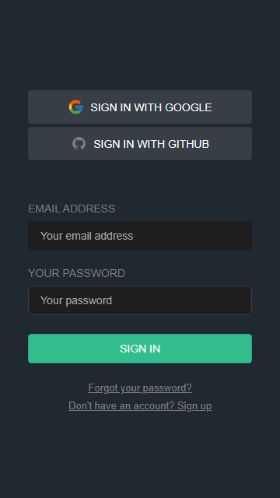 SIGN IN WITH GOOGLE
SIGN IN WITH GITHUB
EMAIL ADDRESS
Your email address
YOUR PASSWORD
Your password
SIGN IN
Forgot your password?
Don't have an account? Sign up